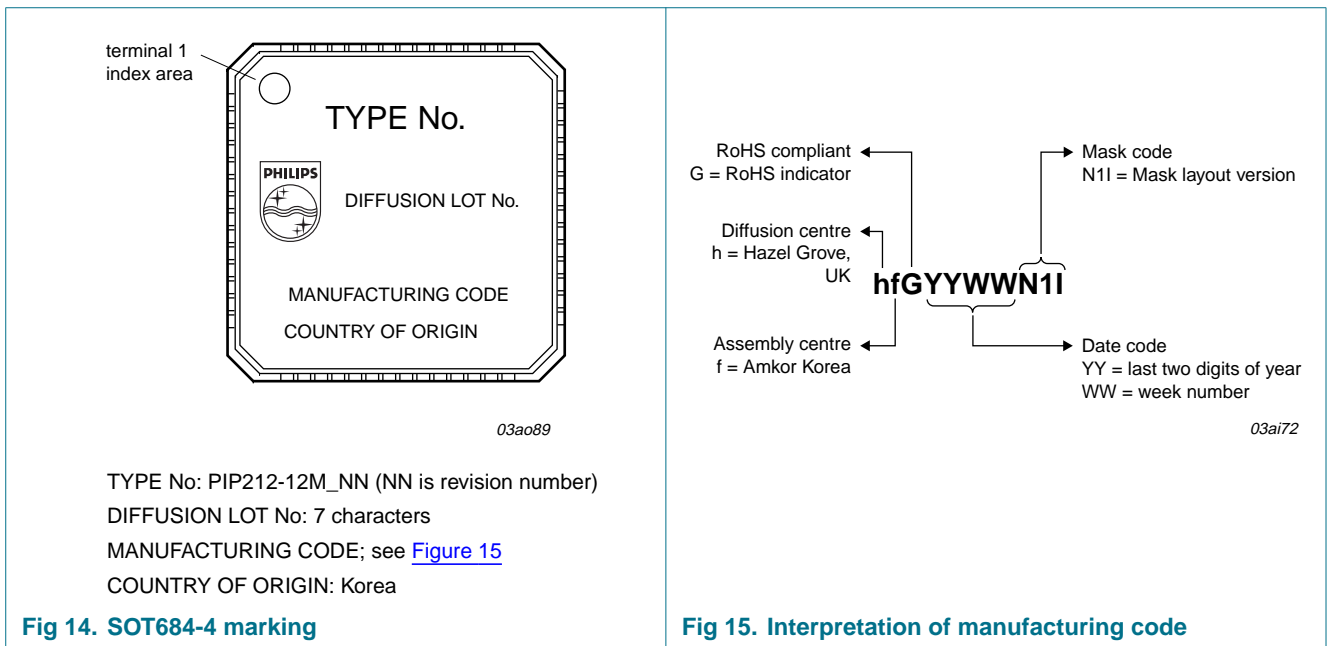 terminal 1
index area
TYPE No.
PHILIPS
DIFFUSION LOT No.
MANUFACTURING CODE
COUNTRY OF ORIGIN
03ao89
TYPE No: PIP212-12M_NN (NN is revision number)
DIFFUSION LOT No: 7 characters
MANUFACTURING CODE; see Figure 15
COUNTRY OF ORIGIN: Korea
Fig 14. SOT684-4 marking
RoHS compliant
G = RoHS indicator
Mask code
N1I = Mask layout version
Diffusion centre
h = Hazel Grove,
UK
hfGYYWWN1I
Assembly centre
f = Amkor Korea
Date code
YY = last two digits of year
WW = week number
03ai72
Fig 15. Interpretation of manufacturing code